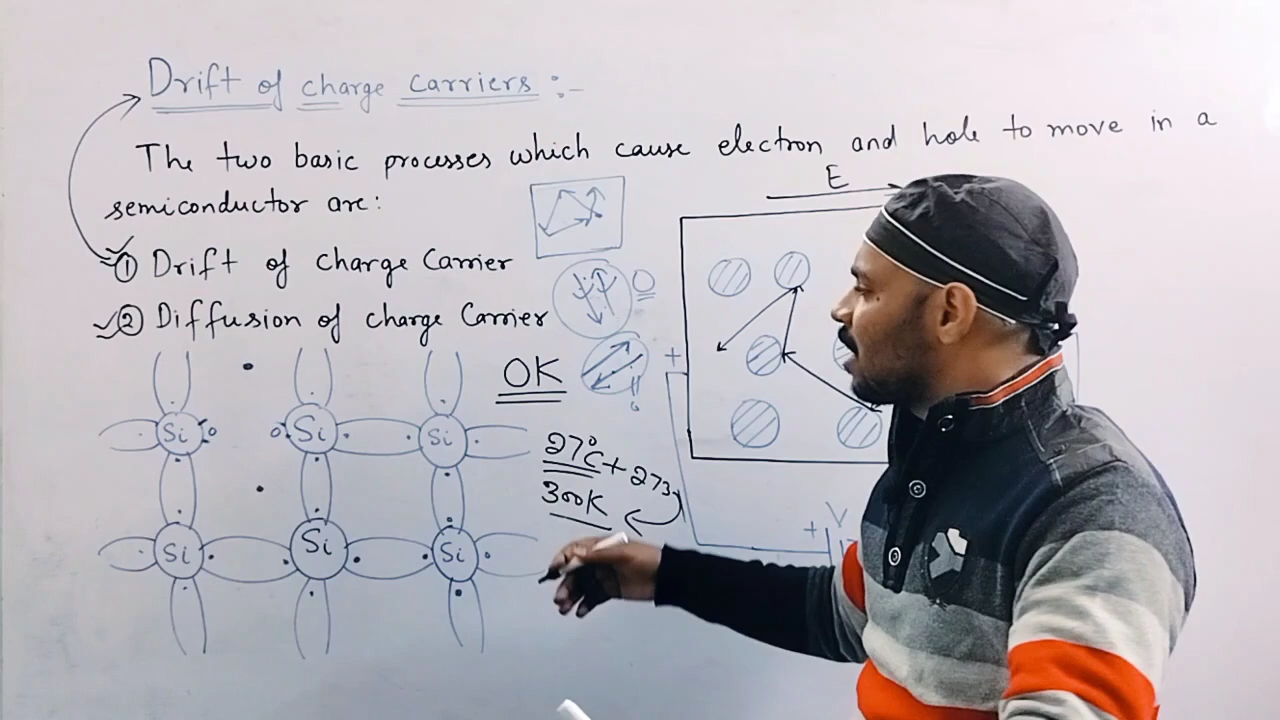 Drift of charge carriers :-
The two basic processes which cause electron and hole to move in a
semiconductor are:
① Drift of charge Carrier
② Diffusion of charge Carrier
E
OK
27°C + 273
300K
+
+ V
Si Si Si
Si Si Si